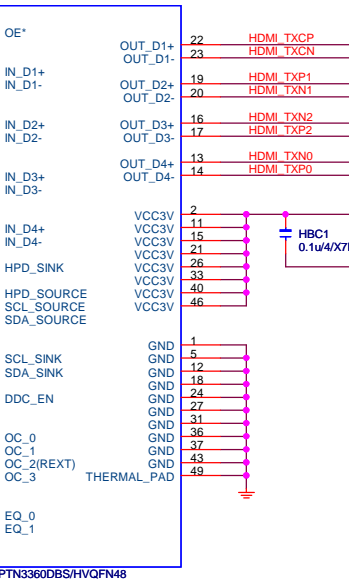 OE*
OUT_D1+ 22 HDMI_TXCP
OUT_D1- 23 HDMI_TXCN
IN_D1+
IN_D1-
OUT_D2+ 19 HDMI_TXP1
OUT_D2- 20 HDMI_TXN1
IN_D2+ OUT_D3+ 16 HDMI_TXN2
IN_D2- OUT_D3- 17 HDMI_TXP2
OUT_D4+ 13 HDMI_TXN0
OUT_D4- 14 HDMI_TXP0
IN_D3+
IN_D3-
VCC3V 2
IN_D4+ VCC3V 11
IN_D4- VCC3V 15
VCC3V 21
HPD_SINK VCC3V 26
VCC3V 33
HPD_SOURCE VCC3V 40
SCL_SOURCE VCC3V 46
SDA_SOURCE
HBC1
0.1u/4/X7
GND 1
SCL_SINK GND 5
SDA_SINK GND 12
GND 18
DDC_EN GND 24
GND 27
GND 31
OC_0 GND 36
OC_1 GND 37
OC_2(REXT) GND 43
OC_3 THERMAL_PAD 49
EQ_0
EQ_1
PTN3360DBS/HVQFN48